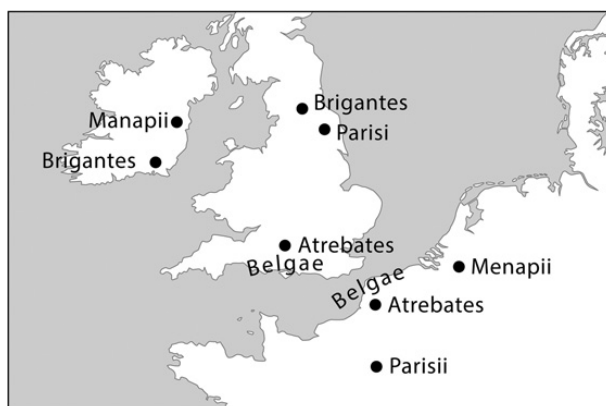 Brigantes
Manapii
Parisi
Brigantes
Atrebates
Belgae
Belgae
Menapii
Atrebates
Parisii